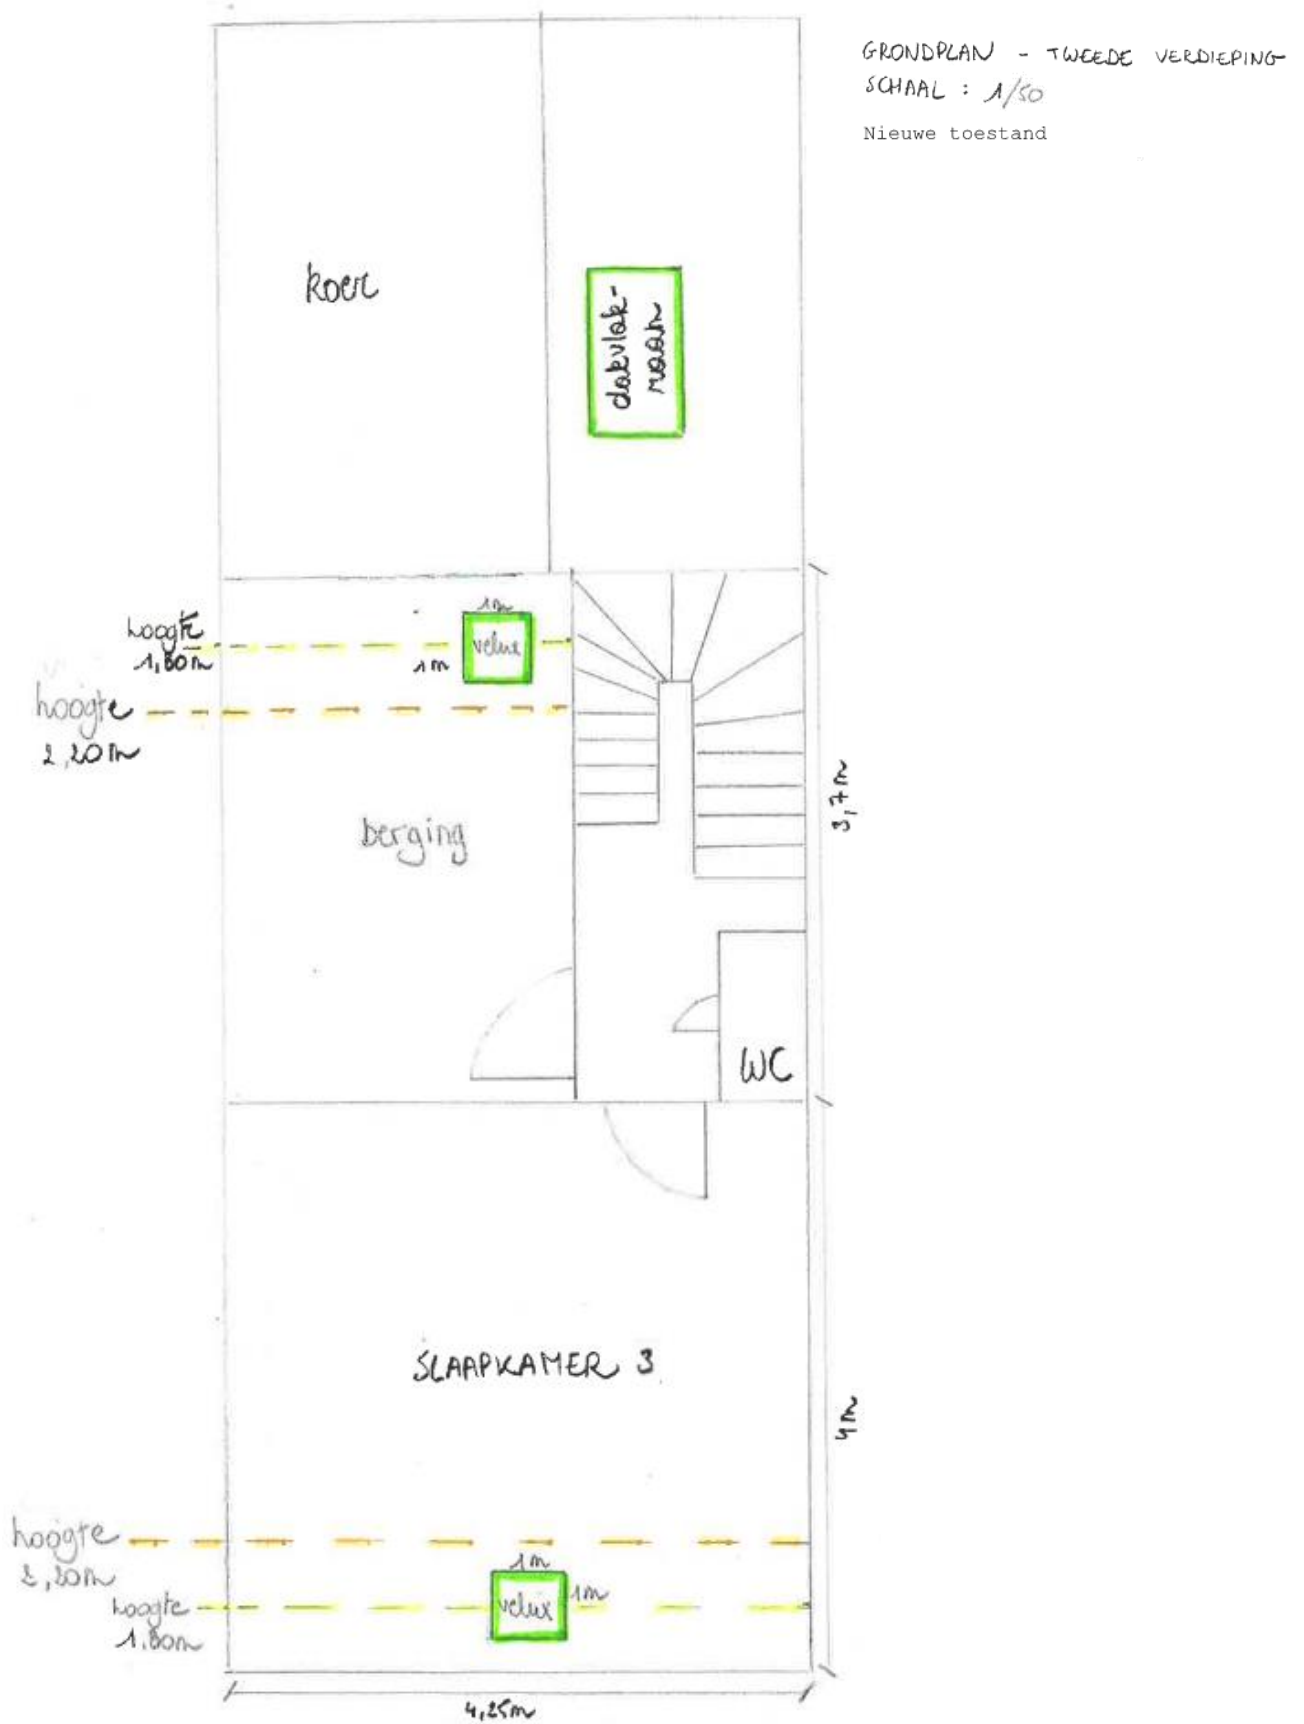 GRONDPLAN - TWEEDE VERDIEPING
SCHAAL : 1/50
Nieuwe toestand
koer
dakvlak-
raam
hoogte
1,80m
1m
velux
1m
hoogte
2,20m
berging
3,7m
WC
SLAAPKAMER 3
4m
hoogte
2,20m
1m
velux
1m
hoogte
1.80m
4,25m